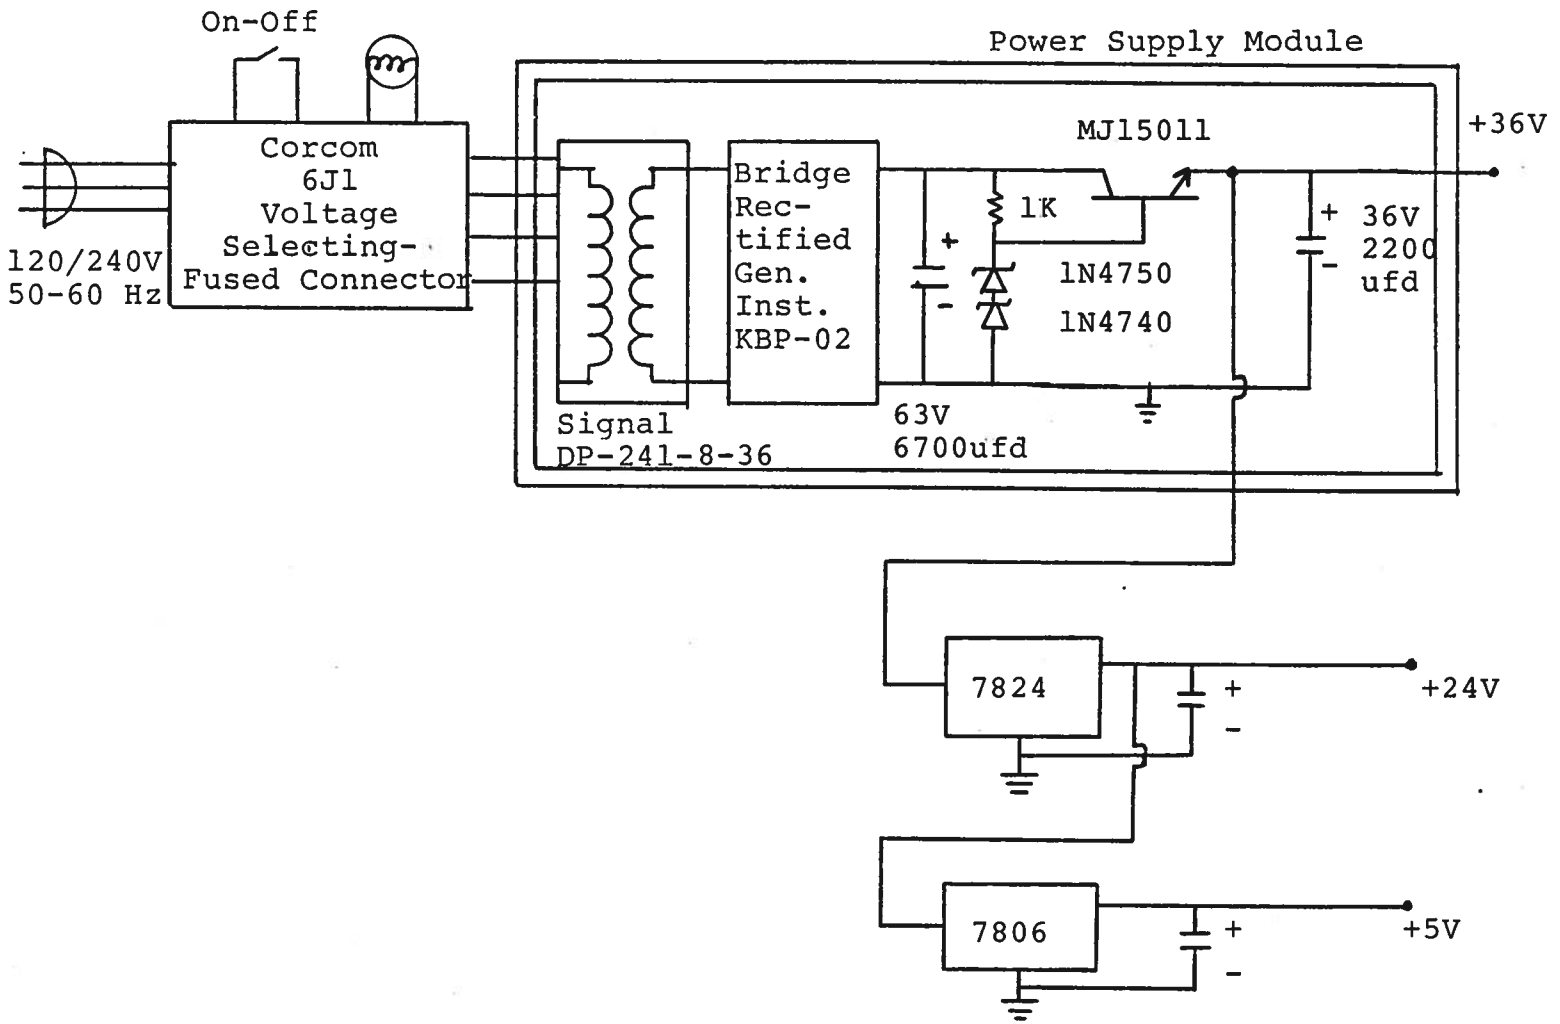 On-Off
Power Supply Module
Corcom
6J1
Voltage
Selecting-
Fused Connector
120/240V
50-60 Hz
MJ15011
+36V
Bridge
Rec-
tified
Gen.
Inst.
KBP-02
1K
+
-
1N4750
1N4740
+
-
36V
2200
ufd
63V
6700ufd
Signal
DP-241-8-36
7824
+
-
+24V
7806
+
-
+5V